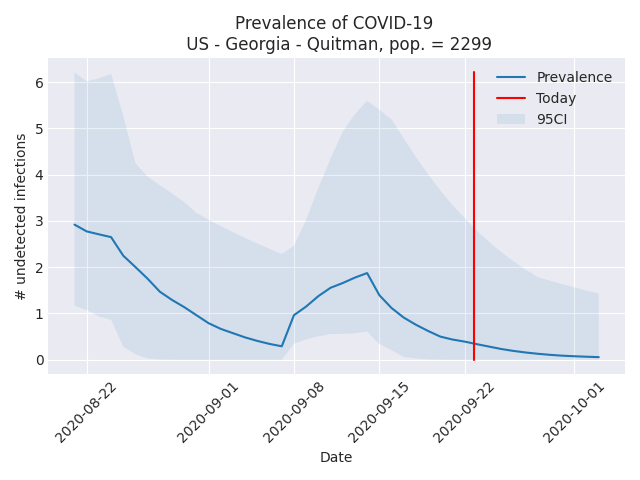 Prevalence of COVID-19
US - Georgia - Quitman, pop. = 2299
Prevalence
Today
95CI
# undetected infections
6
5
4
3
2
1
0
2020-08-22
2020-09-01
2020-09-08
2020-09-15
2020-09-22
2020-10-01
Date